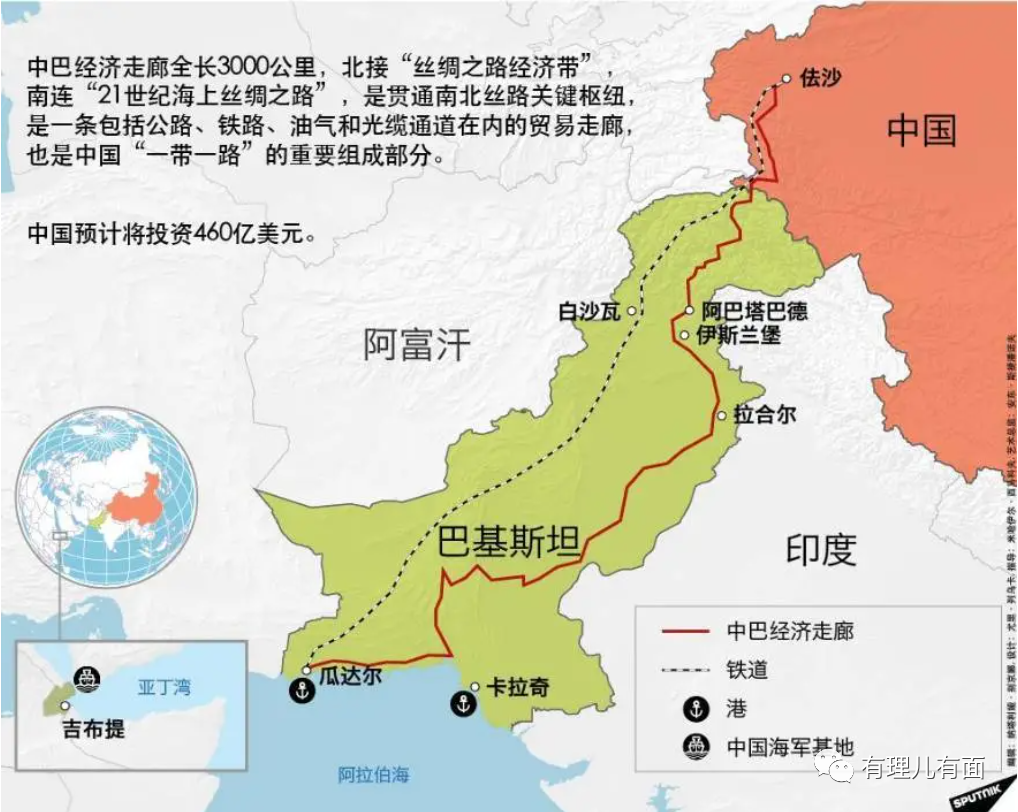 中巴经济走廊全长3000公里，北接“丝绸之路经济带”，
南连“21世纪海上丝绸之路”，是贯通南北丝路关键枢纽，
是一条包括公路、铁路、油气和光缆通道在内的贸易走廊，
也是中国“一带一路”的重要组成部分。
中国预计将投资460亿美元。
佉沙
中国
白沙瓦
阿巴塔巴德
伊斯兰堡
阿富汗
拉合尔
巴基斯坦
印度
瓜达尔
卡拉奇
亚丁湾
吉布提
阿拉伯海
中巴经济走廊
铁道
港
中国海军基地
有理儿有面
SPUTNIK